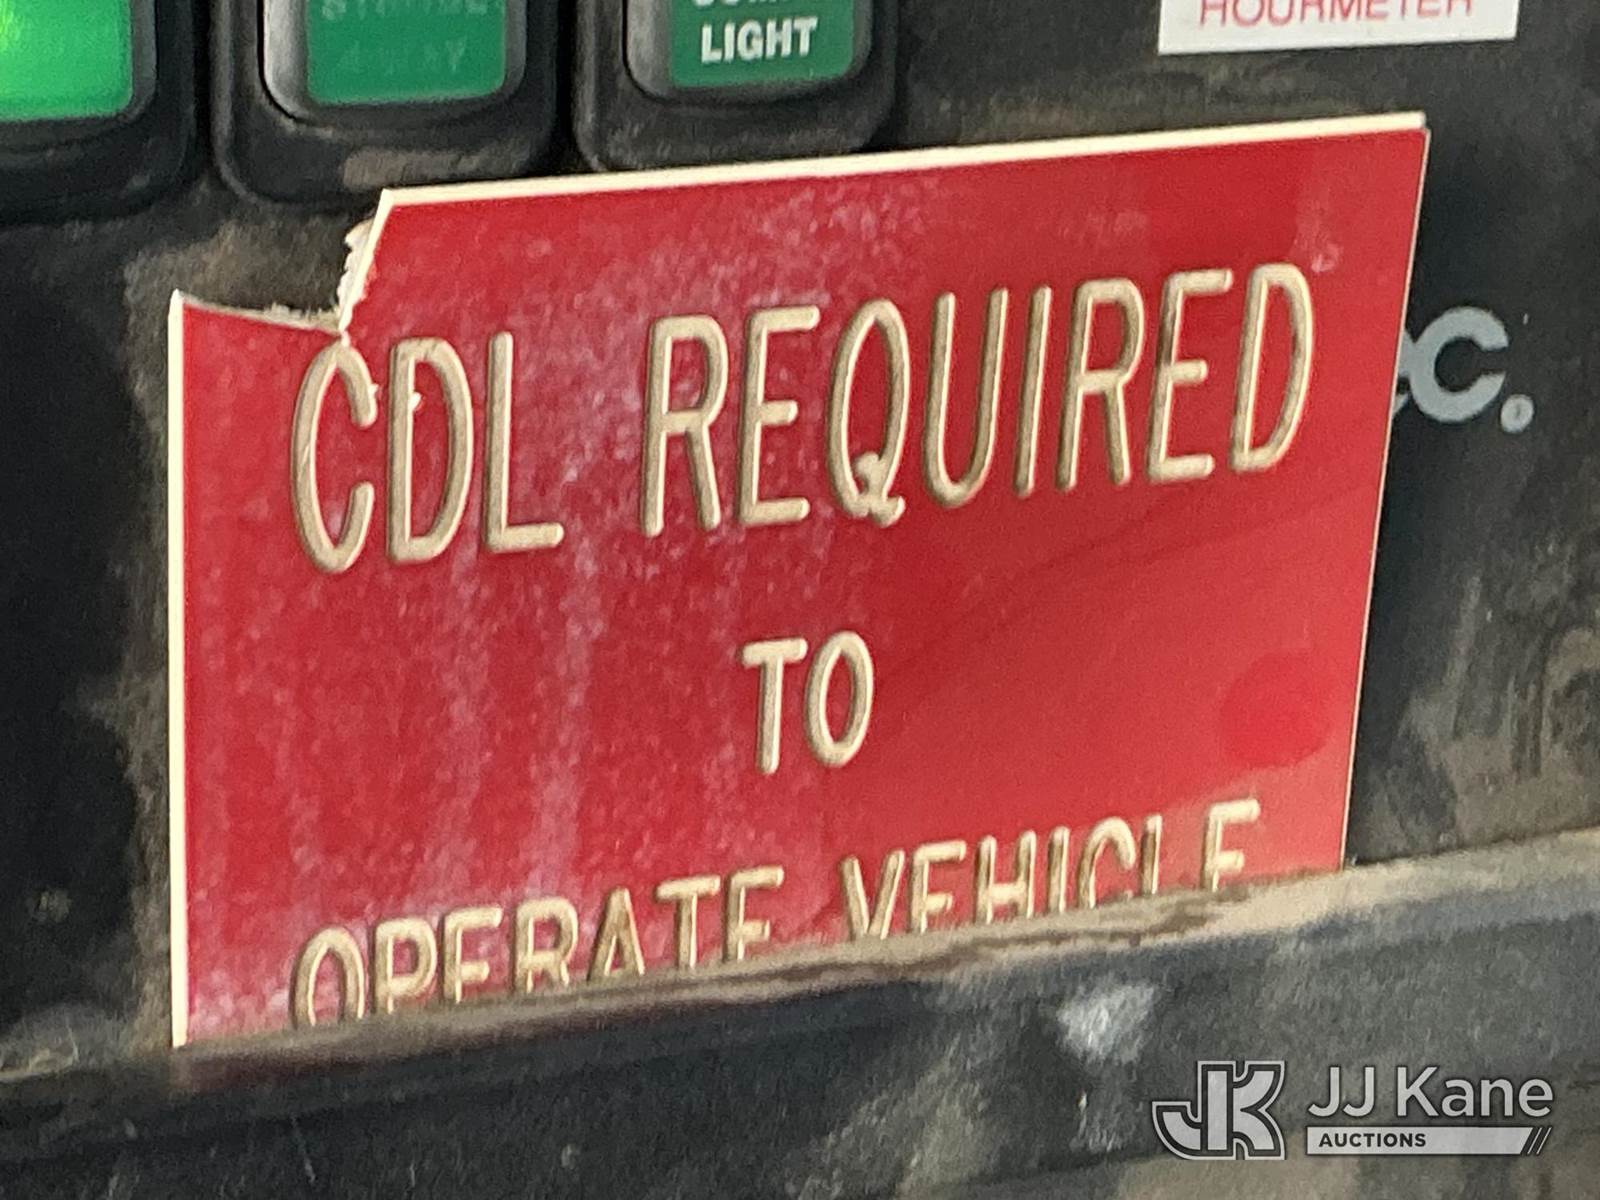 LIGHT
HOURMETER
CDL REQUIRED
TO
OPERATE VEHICLE
JJ Kane
AUCTIONS